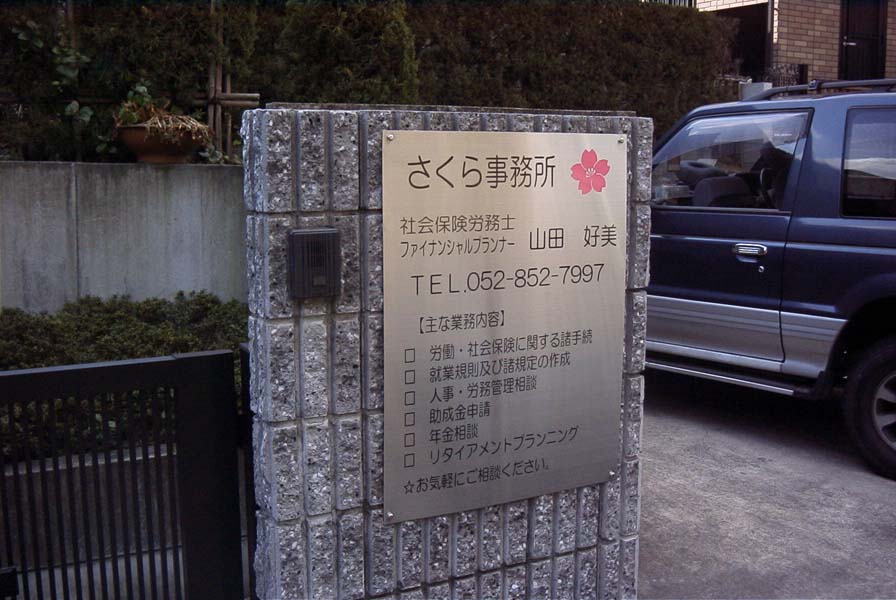 さくら事務所
社会保険労務士
ファイナンシャルプランナー 山田 好美
TEL.052-852-7997
【主な業務内容】
□ 労働・社会保険に関する諸手続
□ 就業規則及び諸規定の作成
□ 人事・労務管理相談
□ 助成金申請
□ 年金相談
□ リタイアメントプランニング
☆お気軽にご相談ください。